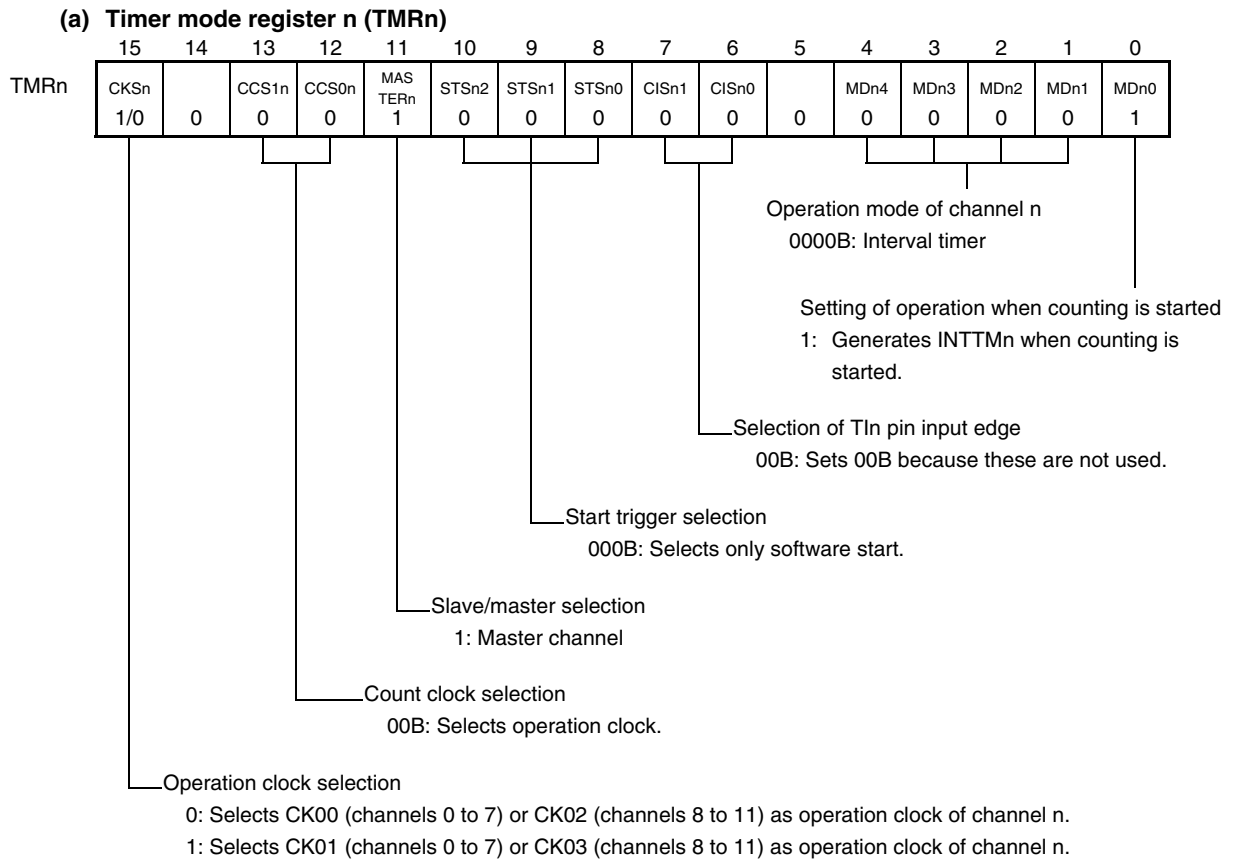 (a) Timer mode register n (TMRn)
15 14 13 12 11 10 9 8 7 6 5 4 3 2 1 0
TMRn
CKSn CCS1n CCS0n MAS TERn STSn2 STSn1 STSn0 CISn1 CISn0 MDn4 MDn3 MDn2 MDn1 MDn0
1/0 0 0 0 1 0 0 0 0 0 0 0 0 0 0 1
Operation mode of channel n
0000B: Interval timer
Setting of operation when counting is started
1: Generates INTTMn when counting is
started.
Selection of TIn pin input edge
00B: Sets 00B because these are not used.
Start trigger selection
000B: Selects only software start.
Slave/master selection
1: Master channel
Count clock selection
00B: Selects operation clock.
Operation clock selection
0: Selects CK00 (channels 0 to 7) or CK02 (channels 8 to 11) as operation clock of channel n.
1: Selects CK01 (channels 0 to 7) or CK03 (channels 8 to 11) as operation clock of channel n.